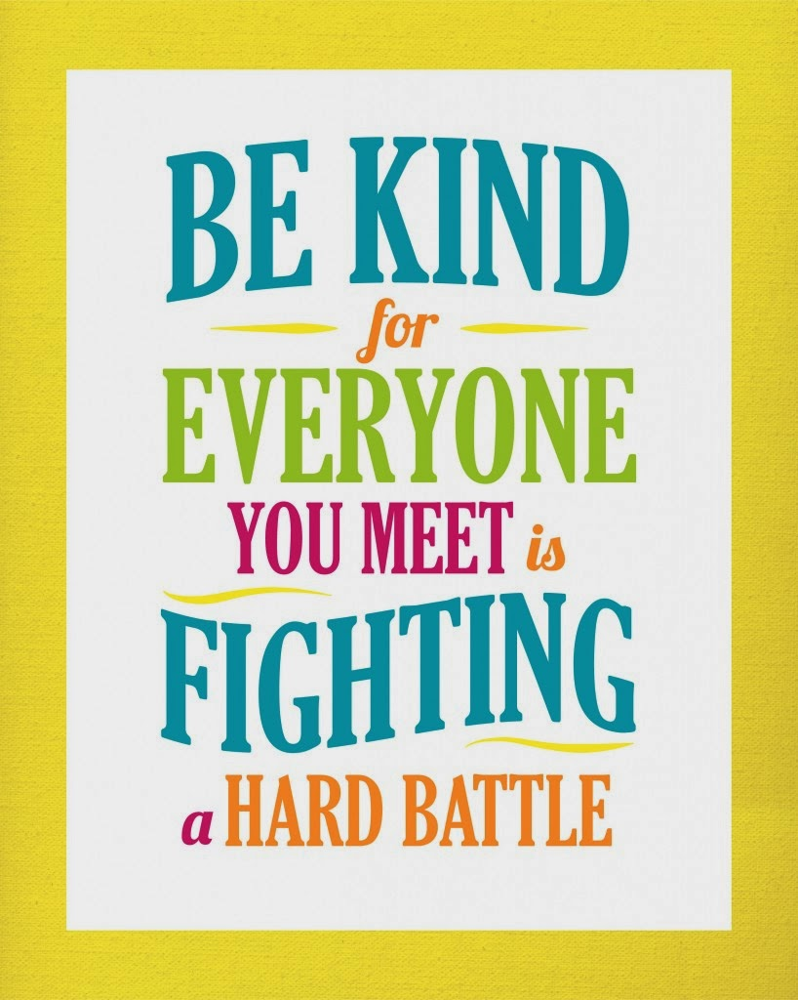 BE KIND
for
EVERYONE
YOU MEET is
FIGHTING
a HARD BATTLE